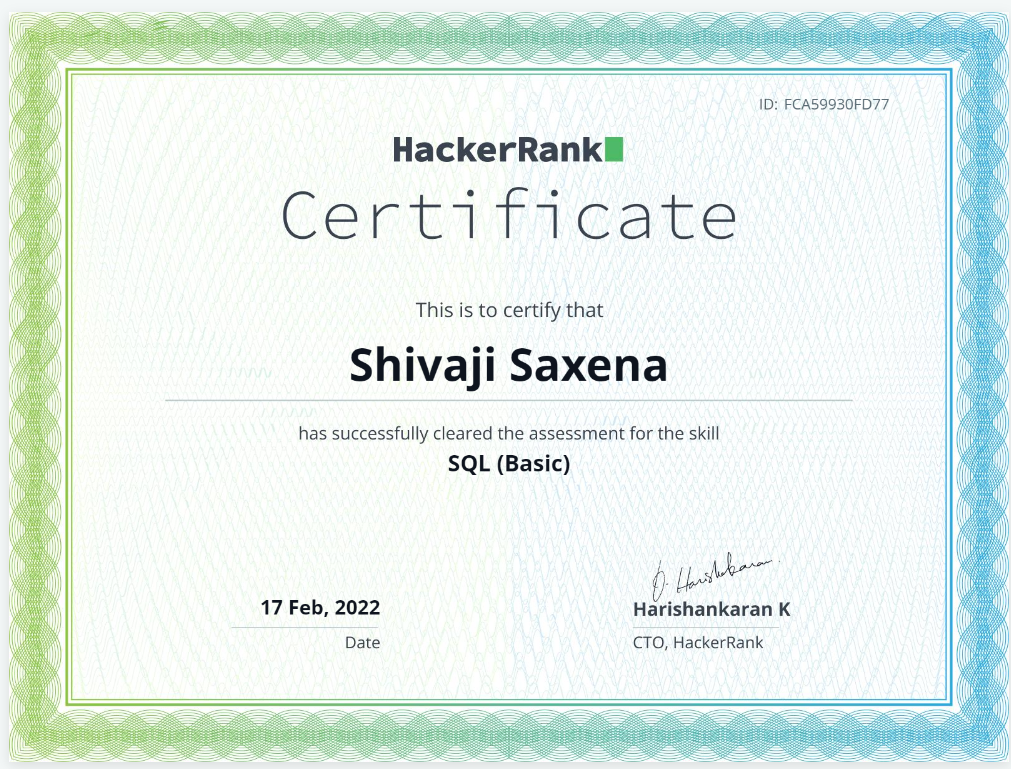 ID: FCA59930FD77
HackerRank
Certificate
This is to certify that
Shivaji Saxena
has successfully cleared the assessment for the skill
SQL (Basic)
17 Feb, 2022
Date
Harishankaran K
CTO, HackerRank